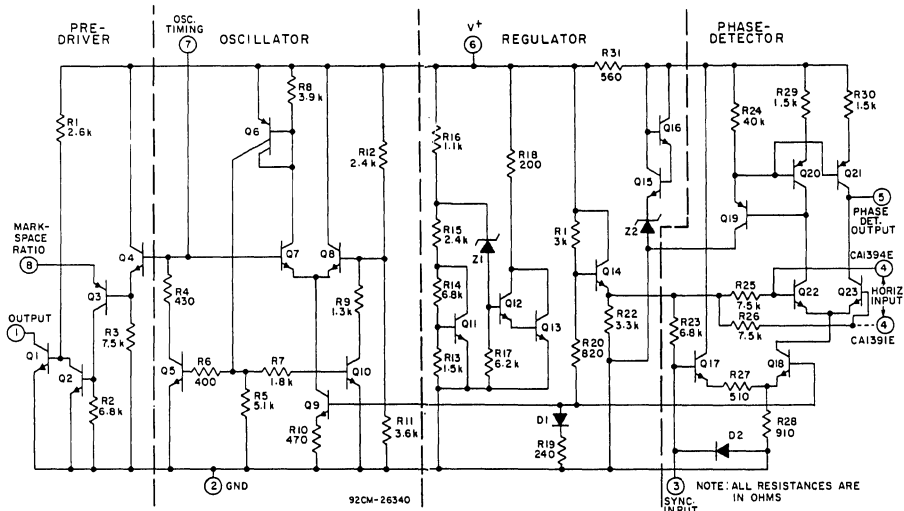 PRE-
DRIVER
OSC.
TIMING
7
OSCILLATOR
V+
6
REGULATOR
PHASE-
DETECTOR
R31
560
R1
2.6k
R8
3.9k
Q6
R12
2.4k
R16
1.1k
R18
200
Q16
Q15
R24
40k
R29
1.5k
R30
1.5k
Q20
Q21
5
PHASE
DET.
OUTPUT
MARK-
SPACE
RATIO
8
Q4
Q7
Q8
R15
2.4k
Z1
R1
3k
Z2
Q19
Q14
CA1394E
4
HORIZ
INPUT
4
CA1391E
Q3
R4
430
R9
1.3k
R14
6.8k
Q12
Q11
Q13
R25
7.5k
R26
7.5k
Q22
Q23
OUTPUT
1
R3
7.5k
R22
3.3k
R23
6.8k
Q1
Q2
Q5
R6
400
R7
1.8k
Q10
R13
1.5k
R17
6.2k
R20
820
Q17
Q18
R27
510
R2
6.8k
R5
5.1k
Q9
R10
470
R11
3.6k
D1
R19
240
R28
910
D2
2 GND
92CM-26340
3
SYNC.
INPUT
NOTE: ALL RESISTANCES ARE
IN OHMS